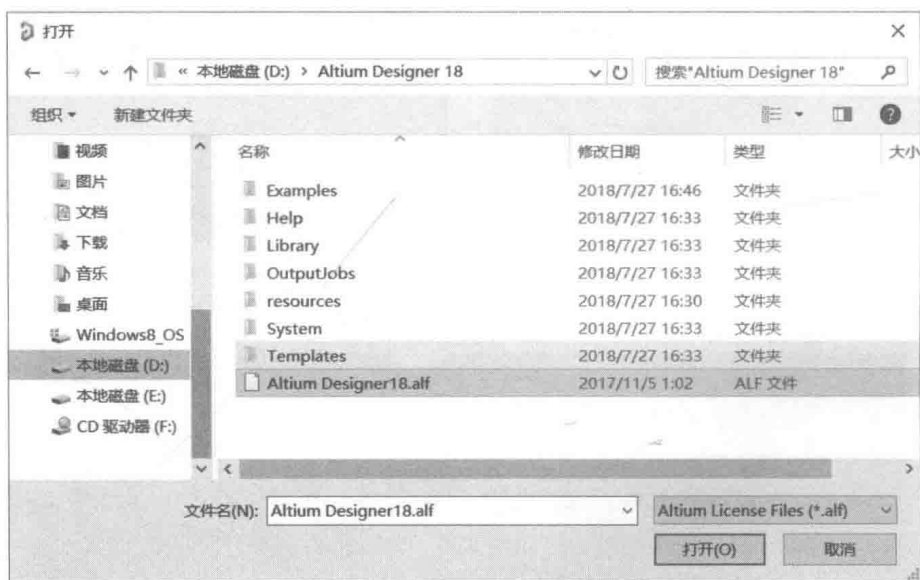 打开
« 本地磁盘 (D:) > Altium Designer 18
搜索"Altium Designer 18"
组织
新建文件夹
视频
图片
文档
下载
音乐
桌面
Windows8_OS
本地磁盘 (D:)
本地磁盘 (E:)
CD 驱动器 (F:)
名称 修改日期 类型 大小
Examples 2018/7/27 16:46 文件夹
Help 2018/7/27 16:33 文件夹
Library 2018/7/27 16:33 文件夹
OutputJobs 2018/7/27 16:33 文件夹
resources 2018/7/27 16:30 文件夹
System 2018/7/27 16:33 文件夹
Templates 2018/7/27 16:33 文件夹
Altium Designer18.alf 2017/11/5 1:02 ALF 文件
文件名(N): Altium Designer18.alf
Altium License Files (*.alf)
打开(O) 取消